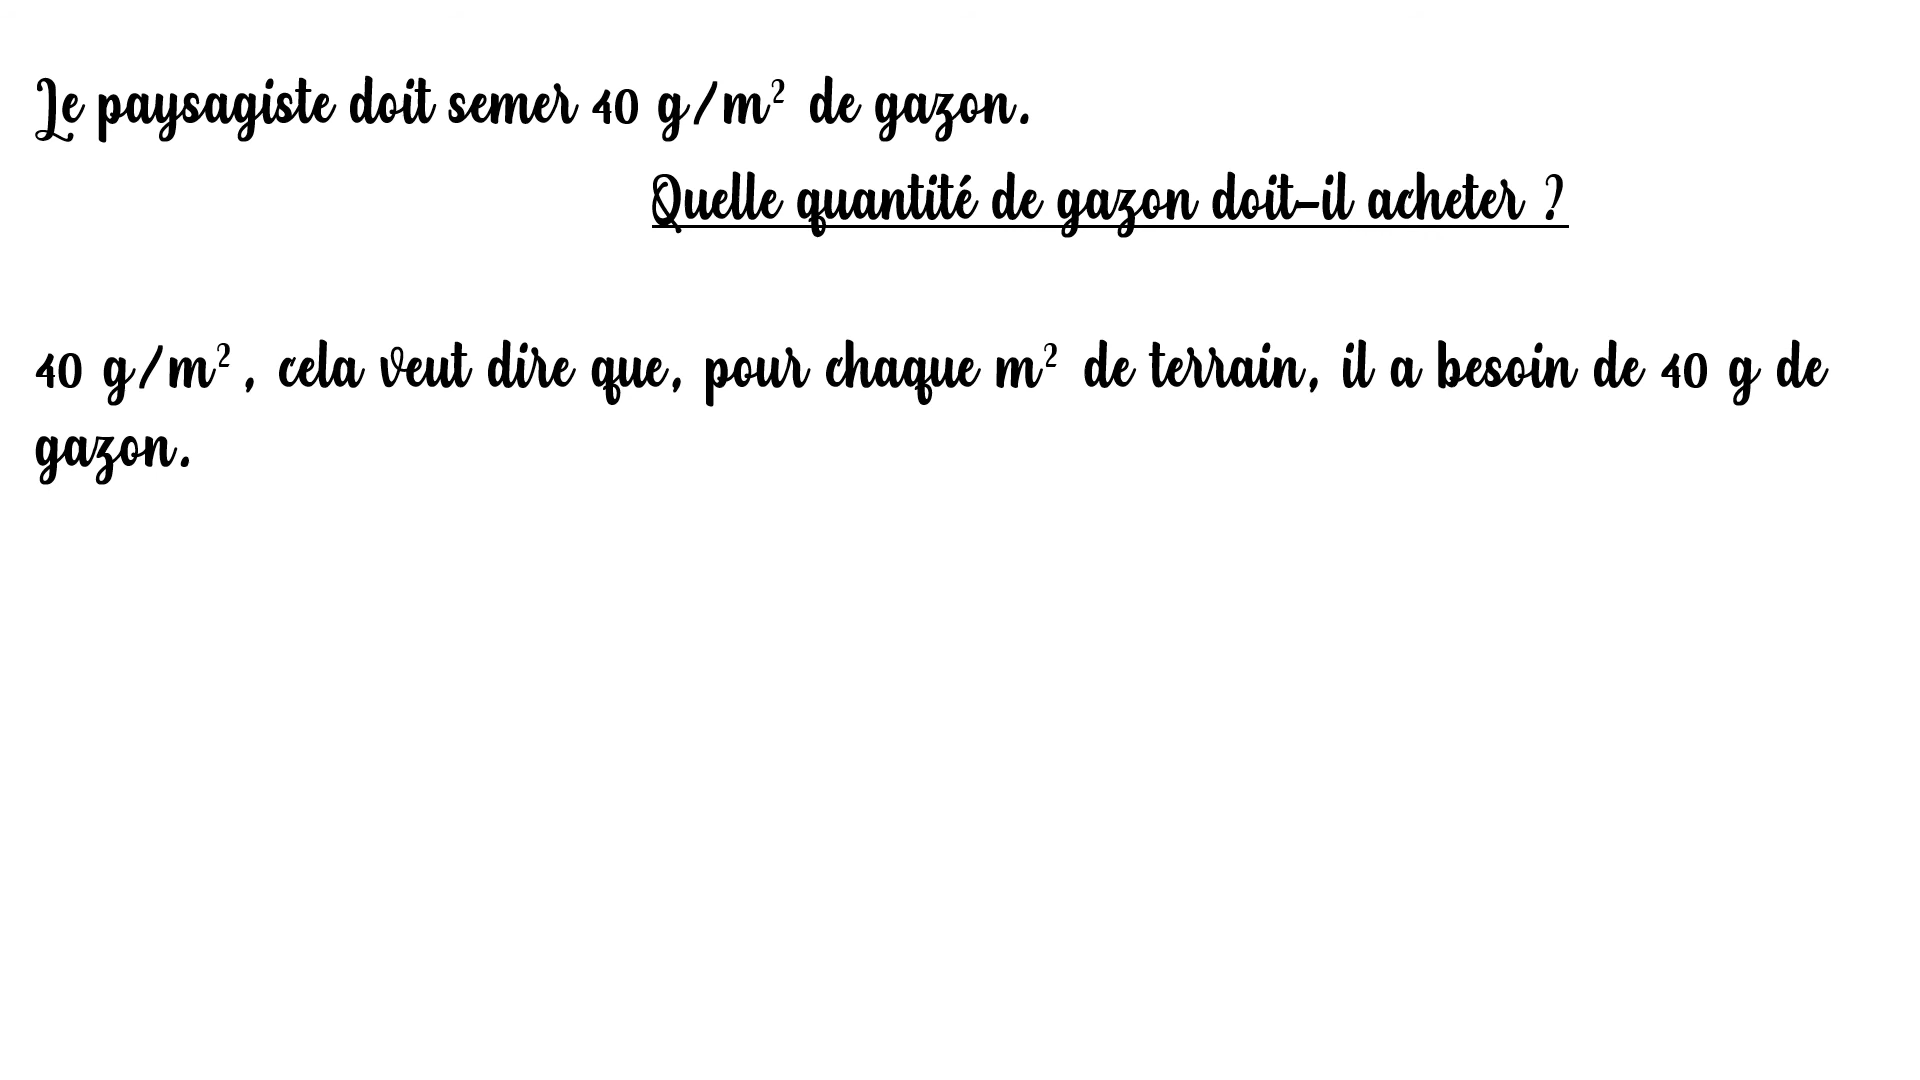 Le paysagiste doit semer 40 g/m² de gazon.
Quelle quantité de gazon doit-il acheter ?
40 g/m², cela veut dire que, pour chaque m² de terrain, il a besoin de 40 g de
gazon.